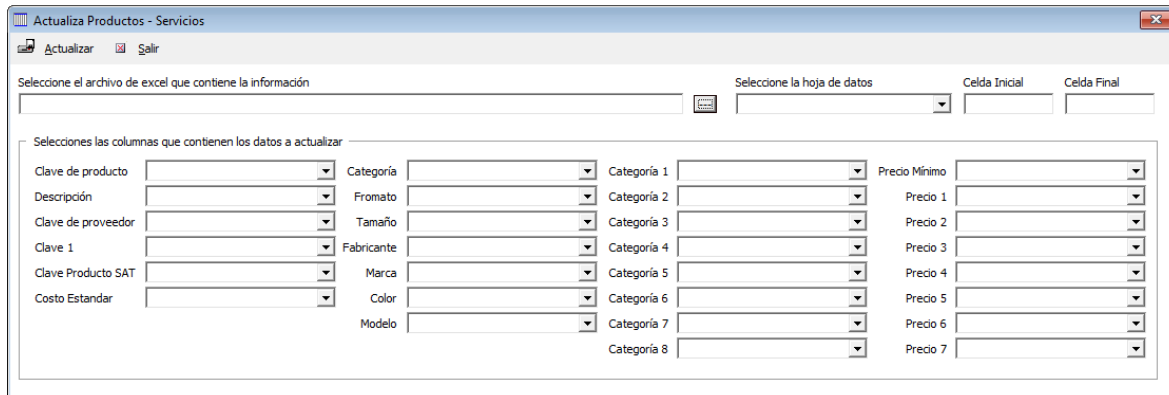 Actualiza Productos - Servicios
Actualizar Salir
Seleccione el archivo de excel que contiene la información Seleccione la hoja de datos Celda Inicial Celda Final
Selecciones las columnas que contienen los datos a actualizar
Clave de producto Categoría Categoría 1 Precio Mínimo
Descripción Fromato Categoría 2 Precio 1
Clave de proveedor Tamaño Categoría 3 Precio 2
Clave 1 Fabricante Categoría 4 Precio 3
Clave Producto SAT Marca Categoría 5 Precio 4
Costo Estandar Color Categoría 6 Precio 5
Modelo Categoría 7 Precio 6
Categoría 8 Precio 7